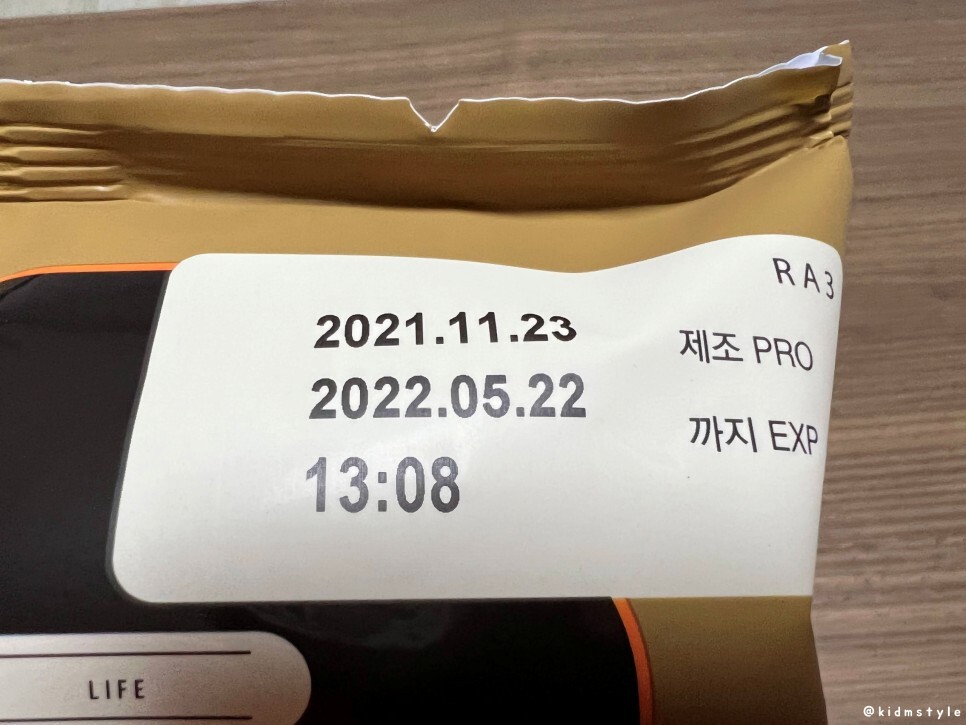 RA3
2021.11.23 제조 PRO
2022.05.22 까지 EXP
13:08
LIFE
@kidmstyle